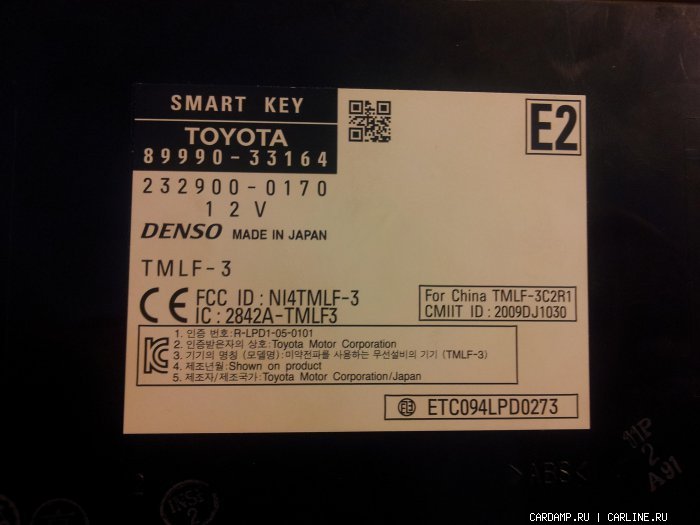 SMART KEY
TOYOTA
89990-33164
E2
232900-0170
12V
DENSO MADE IN JAPAN
TMLF-3
CE FCC ID : NI4TMLF-3
IC : 2842A-TMLF3
For China TMLF-3C2R1
CMIIT ID : 2009DJ1030
1. 인증 번호: R-LPD1-05-0101
2. 인증받은자의 상호: Toyota Motor Corporation
3. 기기의 명칭 (모델명): 미약전파를 사용하는 무선설비의 기기 (TMLF-3)
4. 제조년월: Shown on product
5. 제조자/제조국가: Toyota Motor Corporation/Japan
ETC094LPD0273
11P
2
A91
>ABS<
2
CARDAMP.RU | CARLINE.RU